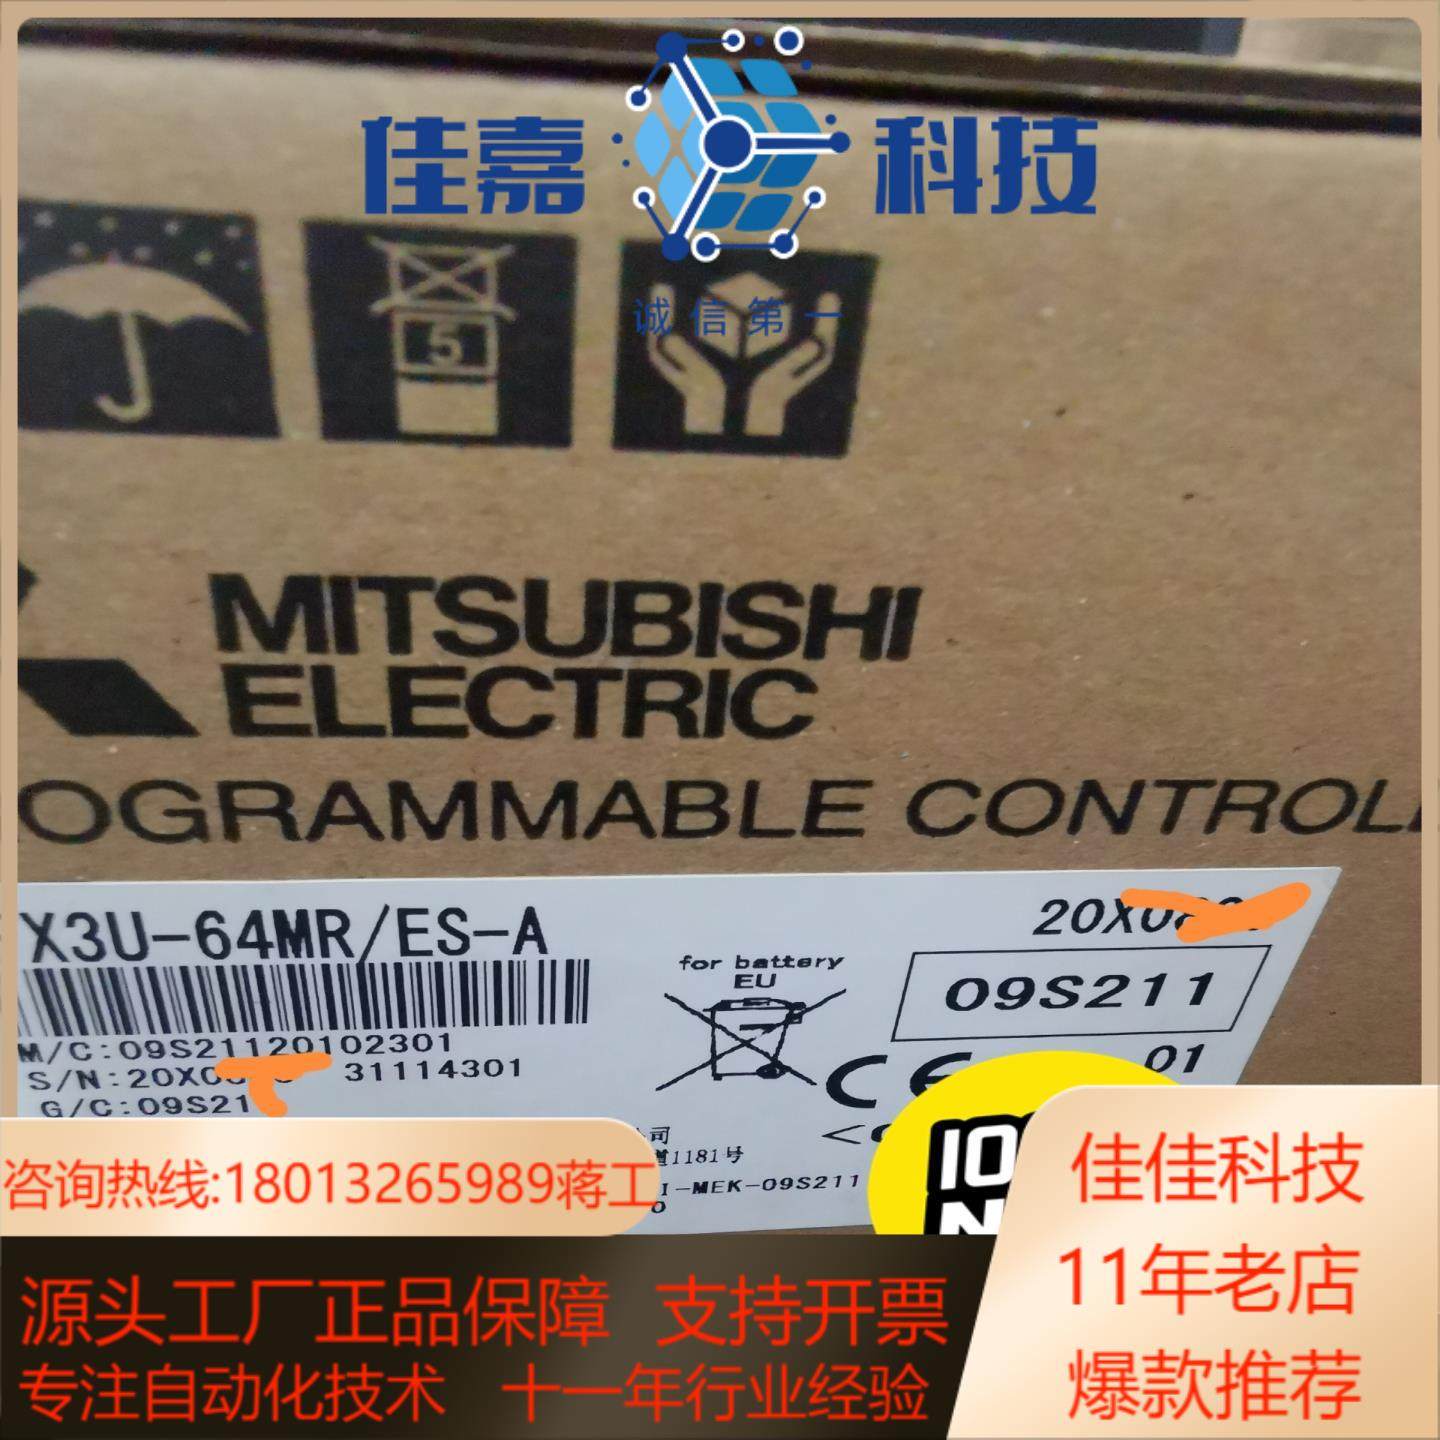 佳嘉 科技
诚信第一
5
MITSUBISHI
ELECTRIC
OGRAMMABLE CONTROL
X3U-64MR/ES-A
20X0
for battery
EU
09S211
M/C:09S21120102301
01
S/N:20X0 31114301
G/C:09S21
CE
司
1181号
I-MEK-09S211
咨询热线:18013265989蒋工
佳佳科技
11年老店
爆款推荐
源头工厂正品保障 支持开票
专注自动化技术 十一年行业经验